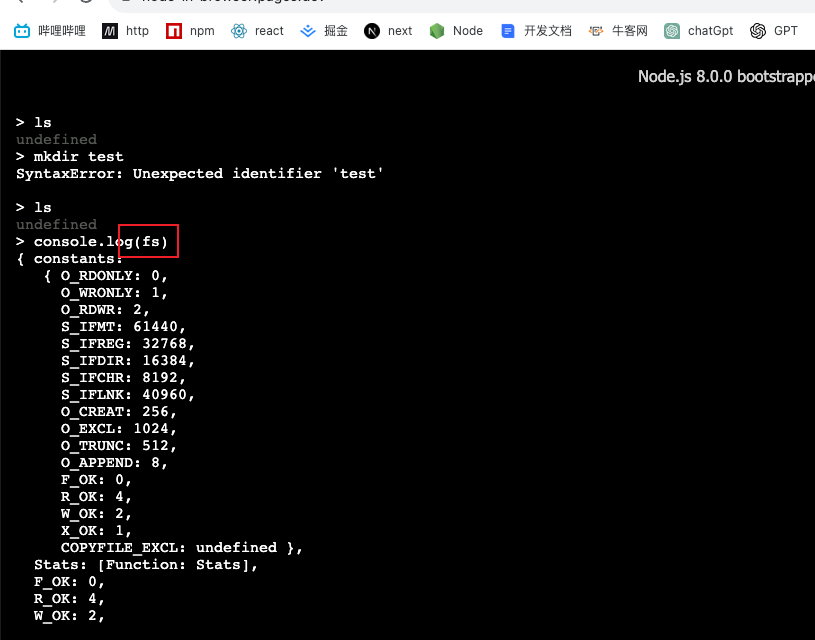 哔哩哔哩 http npm react 掘金 next Node 开发文档 牛客网 chatGpt GPT
Node.js 8.0.0
> ls
undefined
> mkdir test
SyntaxError: Unexpected identifier 'test'
> ls
undefined
> console.log(fs)
{ constants:
{ O_RDONLY: 0,
O_WRONLY: 1,
O_RDWR: 2,
S_IFMT: 61440,
S_IFREG: 32768,
S_IFDIR: 16384,
S_IFCHR: 8192,
S_IFLNK: 40960,
O_CREAT: 256,
O_EXCL: 1024,
O_TRUNC: 512,
O_APPEND: 8,
F_OK: 0,
R_OK: 4,
W_OK: 2,
X_OK: 1,
COPYFILE_EXCL: undefined },
Stats: [Function: Stats],
F_OK: 0,
R_OK: 4,
W_OK: 2,